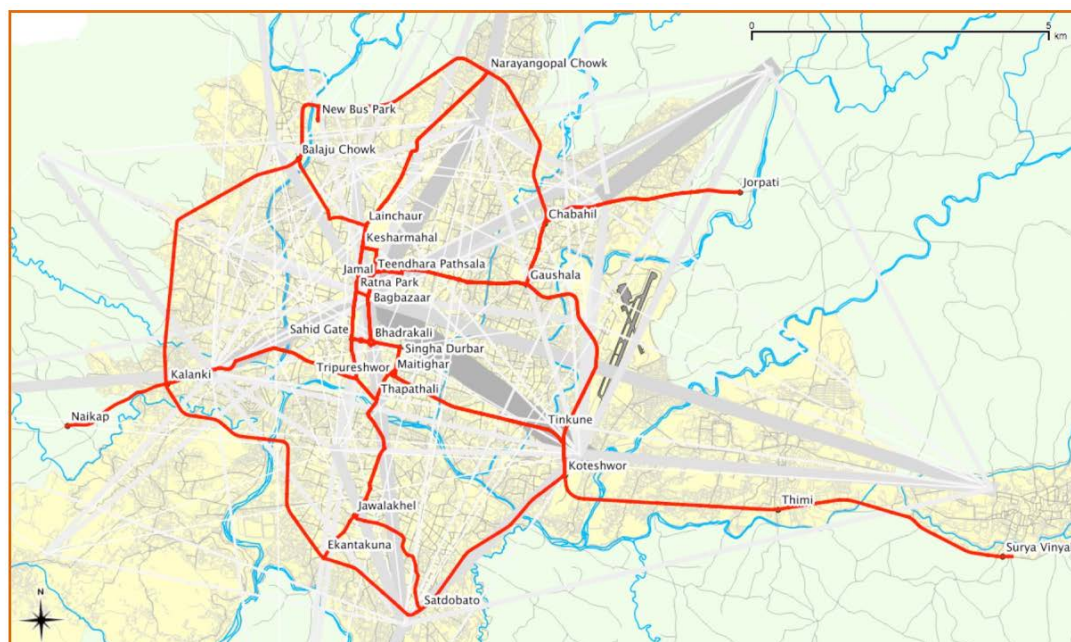 0 5
km
Narayangopal Chowk
New Bus Park
Balaju Chowk
Jorpati
Lainchaur
Chabahil
Kesharmahal
Teendhara Pathsala
Jamal
Gaushala
Ratna Park
Bagbazaar
Sahid Gate
Bhadrakali
Singha Durbar
Maitighar
Tripureshwor
Kalanki
Thapathali
Naikap
Tinkune
Koteshwor
Thimi
Jawalakhel
Ekantakuna
Surya Vinya
Satdobato
N